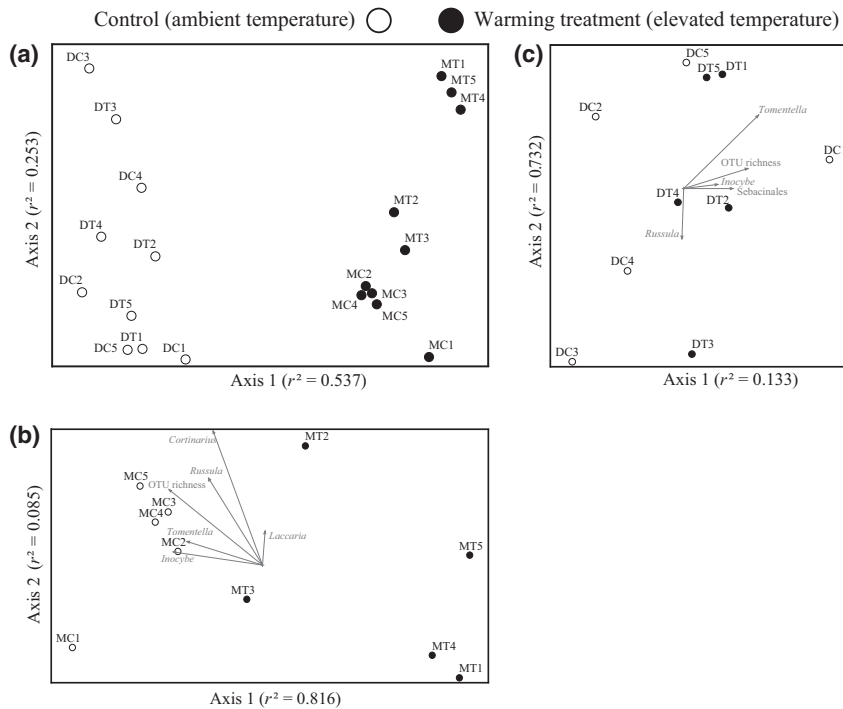 Control (ambient temperature) Warming treatment (elevated temperature)
(a)
DC3
DT3
DC4
DT4
DT2
DC2
DT5
DT1
DC5
DC1
MT1
MT5
MT4
MT2
MT3
MC2
MC3
MC4
MC5
MC1
Axis 2 (r² = 0.253)
Axis 1 (r² = 0.537)
(c)
DC5
DT5
DT1
DC2
Tomentella
DC1
OTU richness
Inocybe
Sebacinales
DT4
DT2
Russula
DC4
DT3
DC3
Axis 2 (r² = 0.732)
Axis 1 (r² = 0.133)
(b)
Cortinarius
MT2
Russula
MC5
OTU richness
MC3
MC4
Tomentella
Laccaria
MC2
Inocybe
MT5
MT3
MC1
MT4
MT1
Axis 2 (r² = 0.085)
Axis 1 (r² = 0.816)